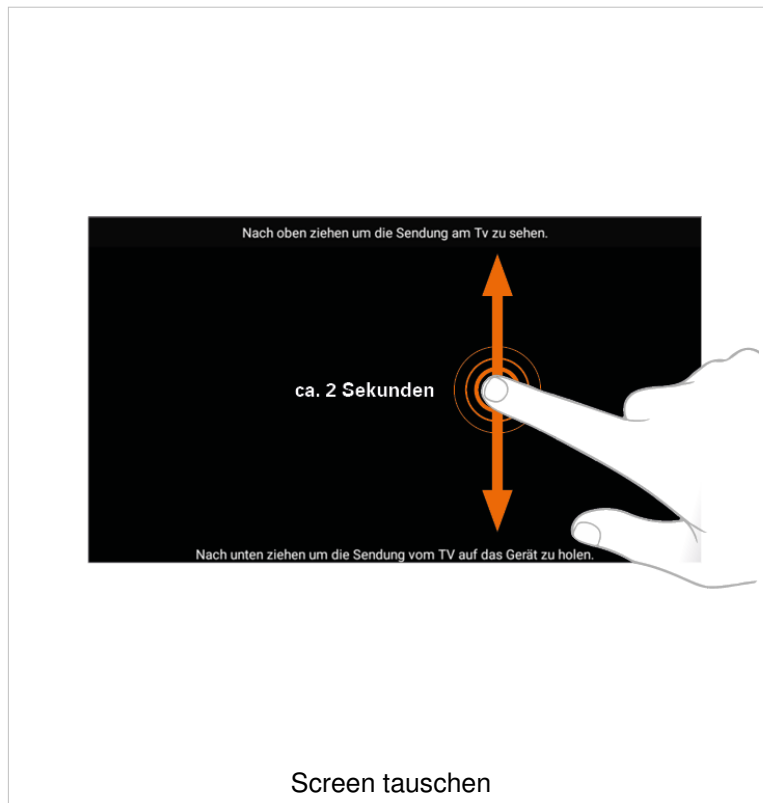 Nach oben ziehen um die Sendung am Tv zu sehen.
ca. 2 Sekunden
Nach unten ziehen um die Sendung vom TV auf das Gerät zu holen.
Screen tauschen